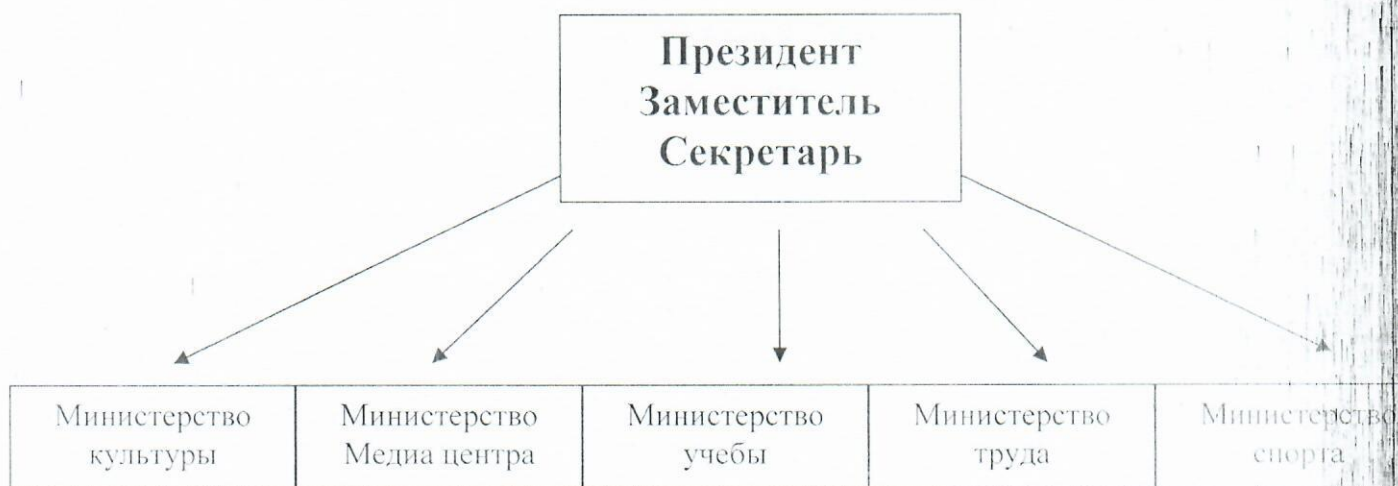 Президент
Заместитель
Секретарь
Министерство
культуры
Министерство
Медиа центра
Министерство
учебы
Министерство
труда
Министерство
спорта